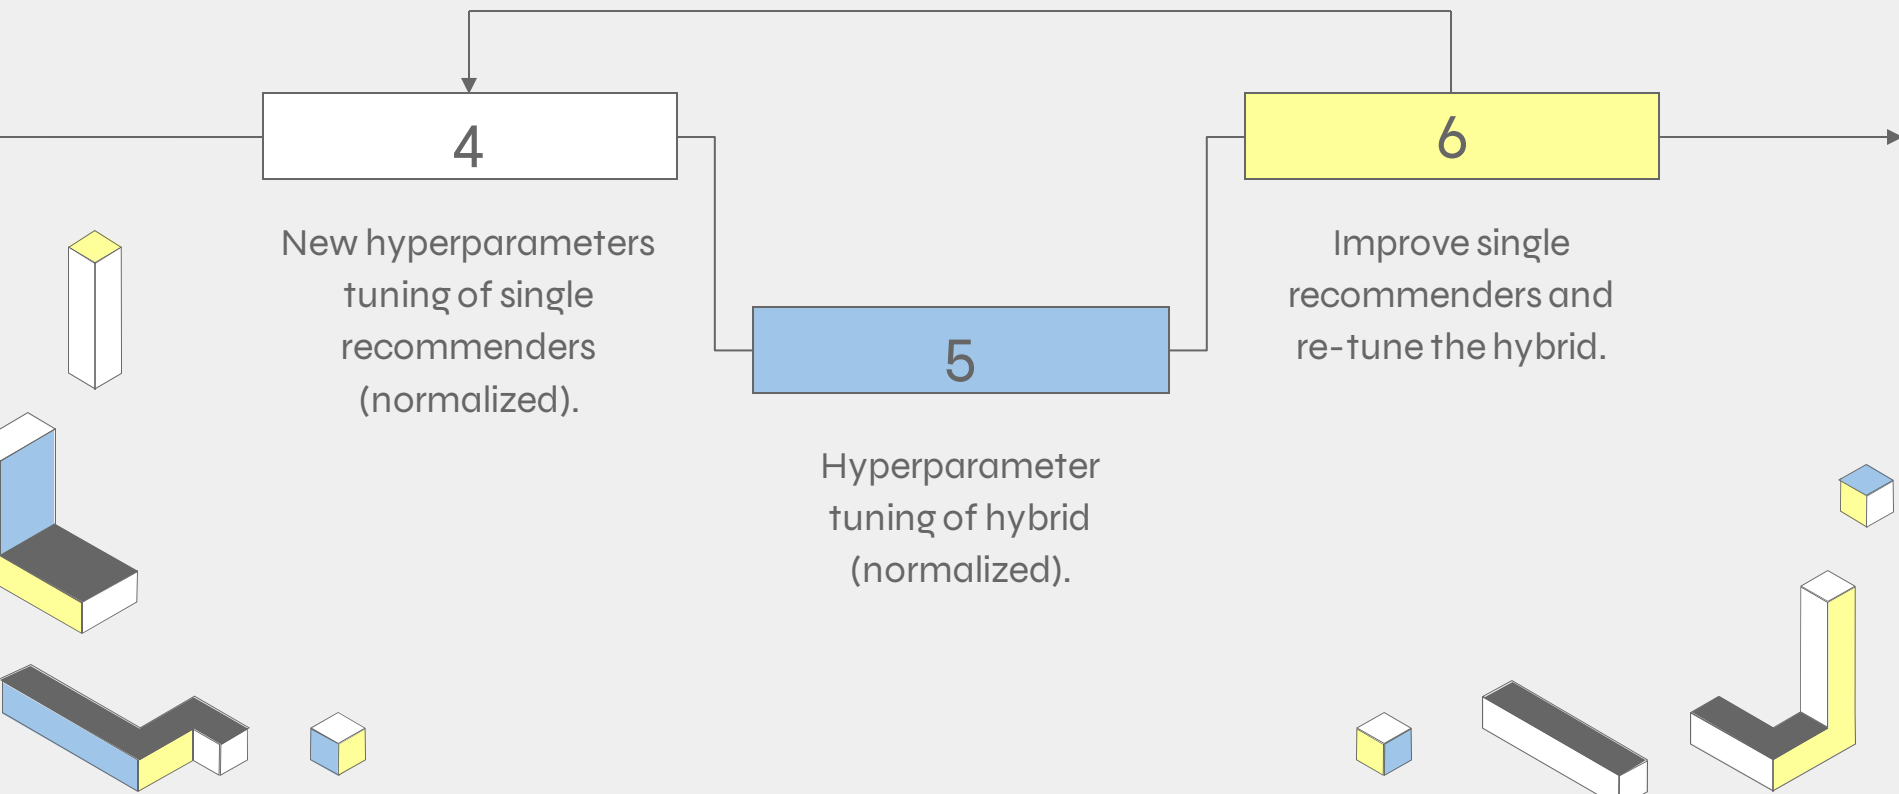 4
New hyperparameters
tuning of single
recommenders
(normalized).
5
Hyperparameter
tuning of hybrid
(normalized).
6
Improve single
recommenders and
re-tune the hybrid.